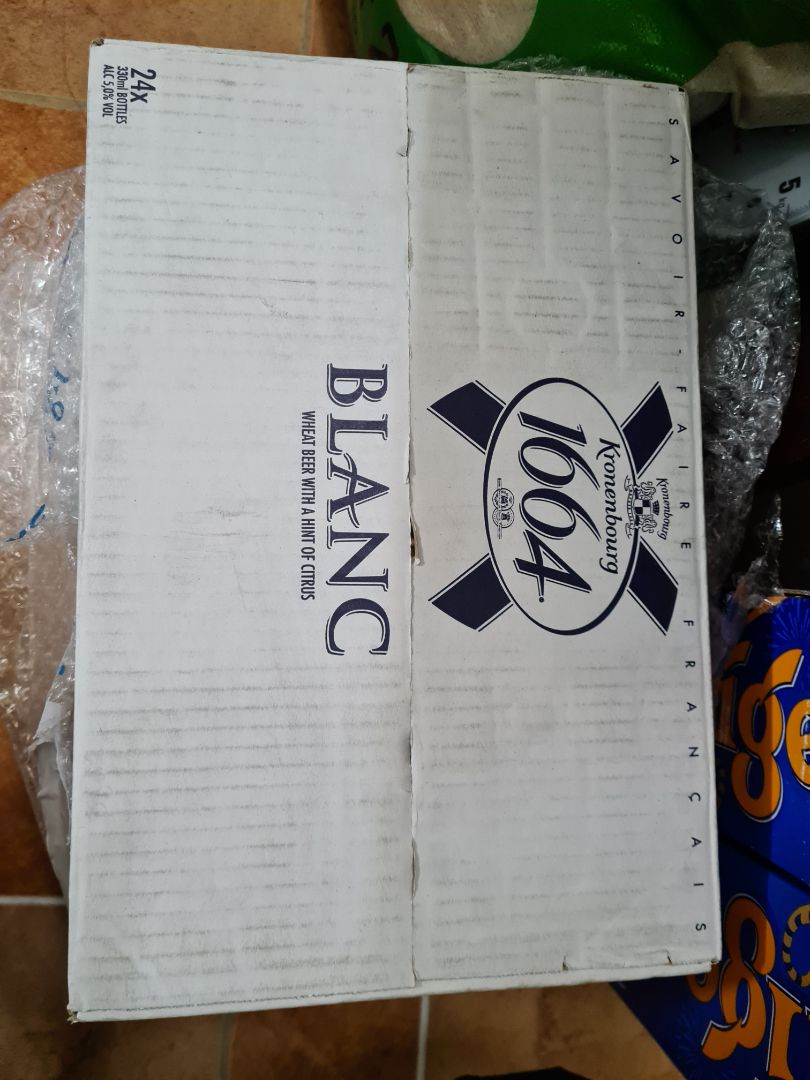 SAVOIR-FAIRE FRANÇAIS
Kronenbourg
Kronenbourg
1664
BLANC
WHEAT BEER WITH A HINT OF CITRUS
24X
330ml BOTTLES
ALC 5,0% VOL
5